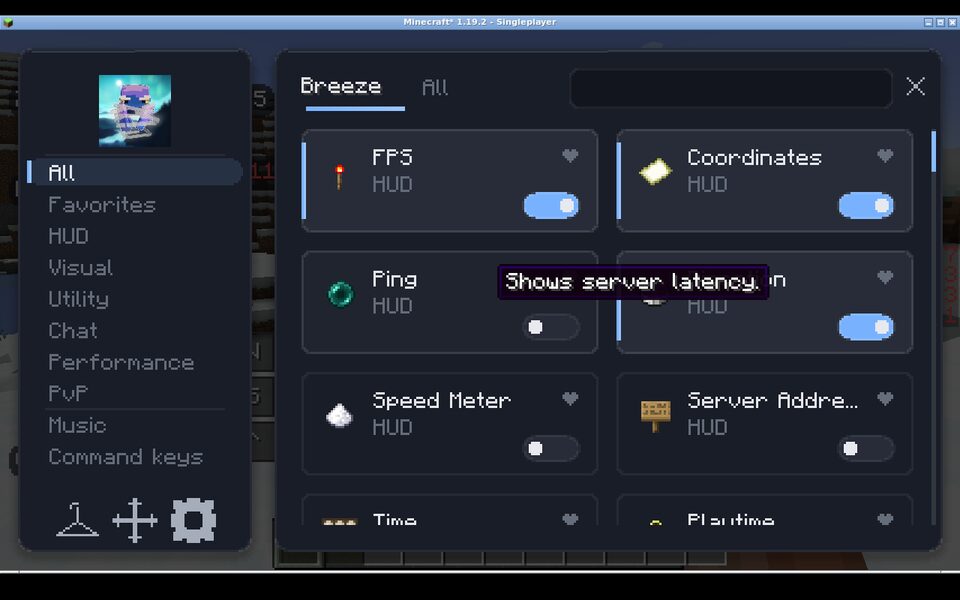 Minecraft* 1.19.2 - Singleplayer
All
Favorites
HUD
Visual
Utility
Chat
Performance
PvP
Music
Command keys
Breeze
All
FPS
HUD
Coordinates
HUD
Ping
HUD
Shows server latency.
HUD
Speed Meter
HUD
Server Addre...
HUD
Time
Playtime